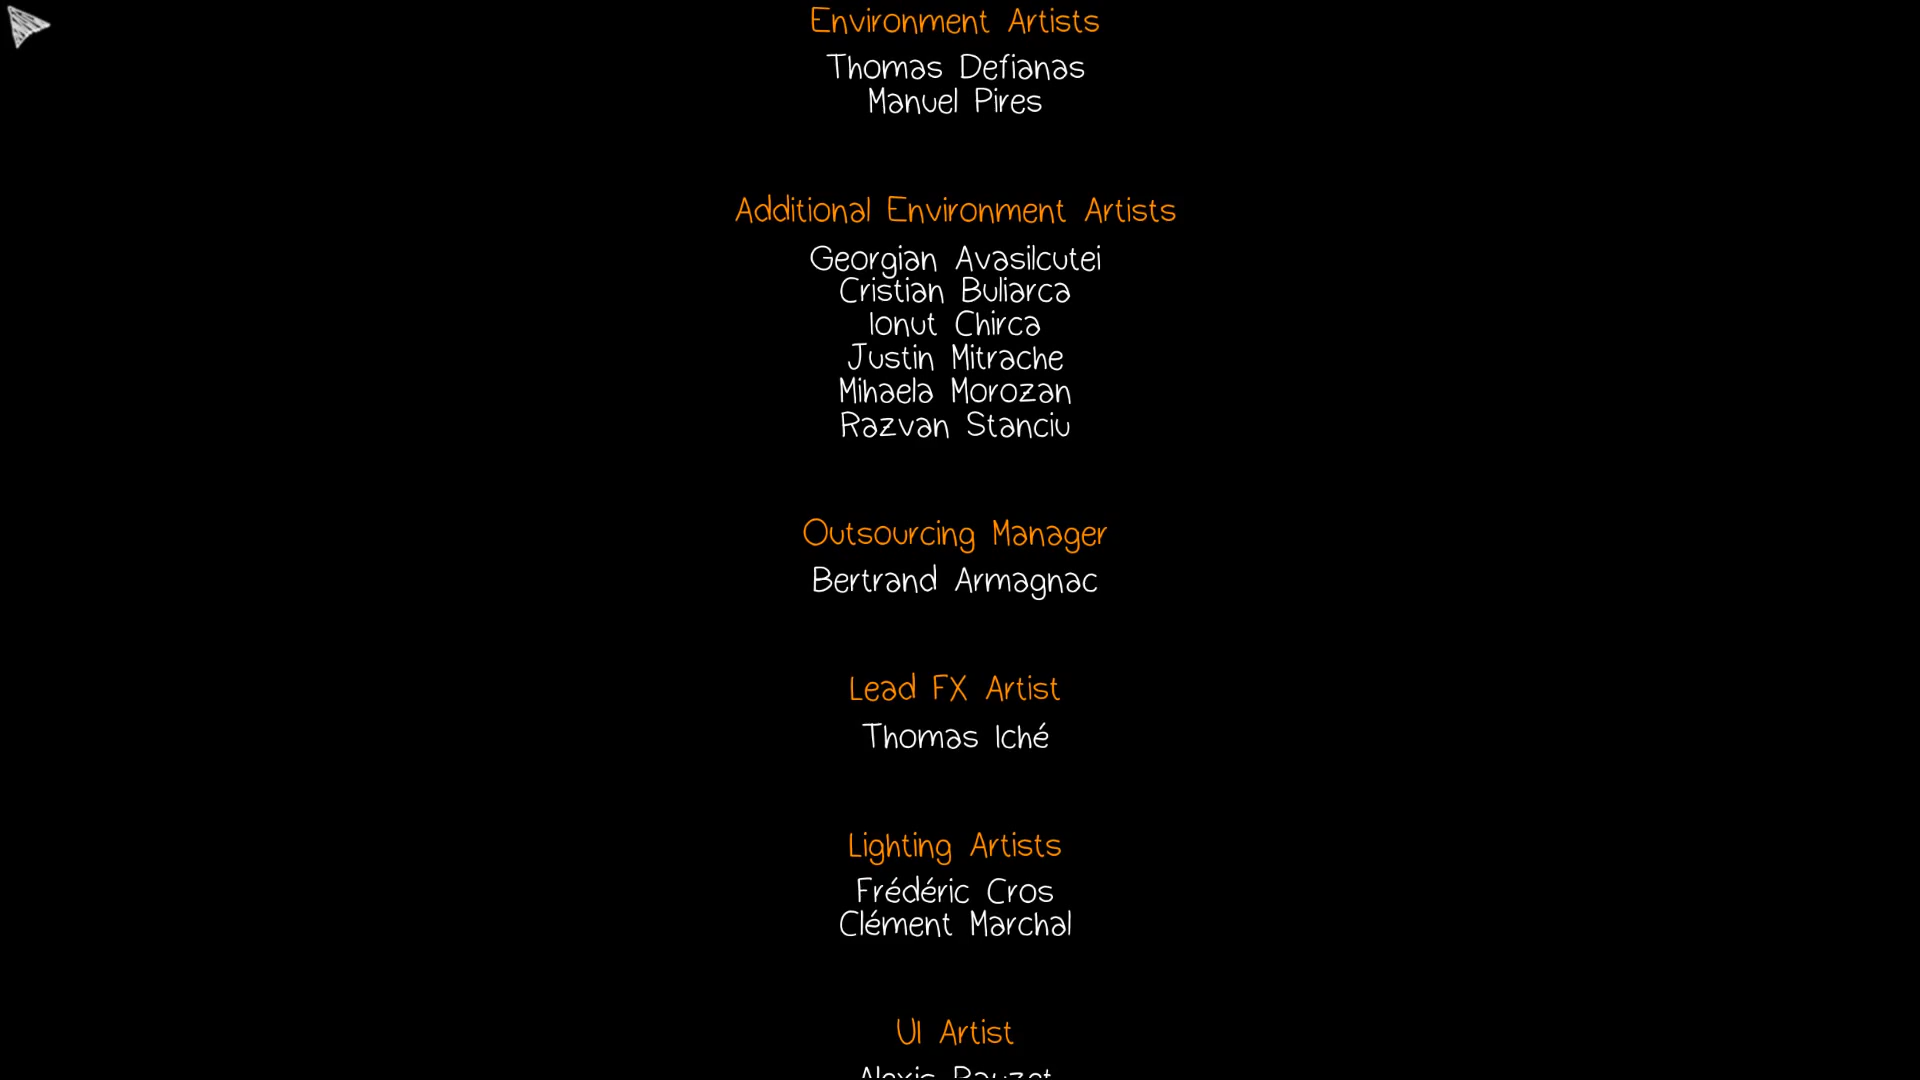 Environment Artists
Thomas Defianas
Manuel Pires
Additional Environment Artists
Georgian Avasilcutei
Cristian Buliarca
Ionut Chirca
Justin Mitrache
Mihaela Morozan
Razvan Stanciu
Outsourcing Manager
Bertrand Armagnac
Lead FX Artist
Thomas Iché
Lighting Artists
Frédéric Cros
Clément Marchal
UI Artist
Alexis